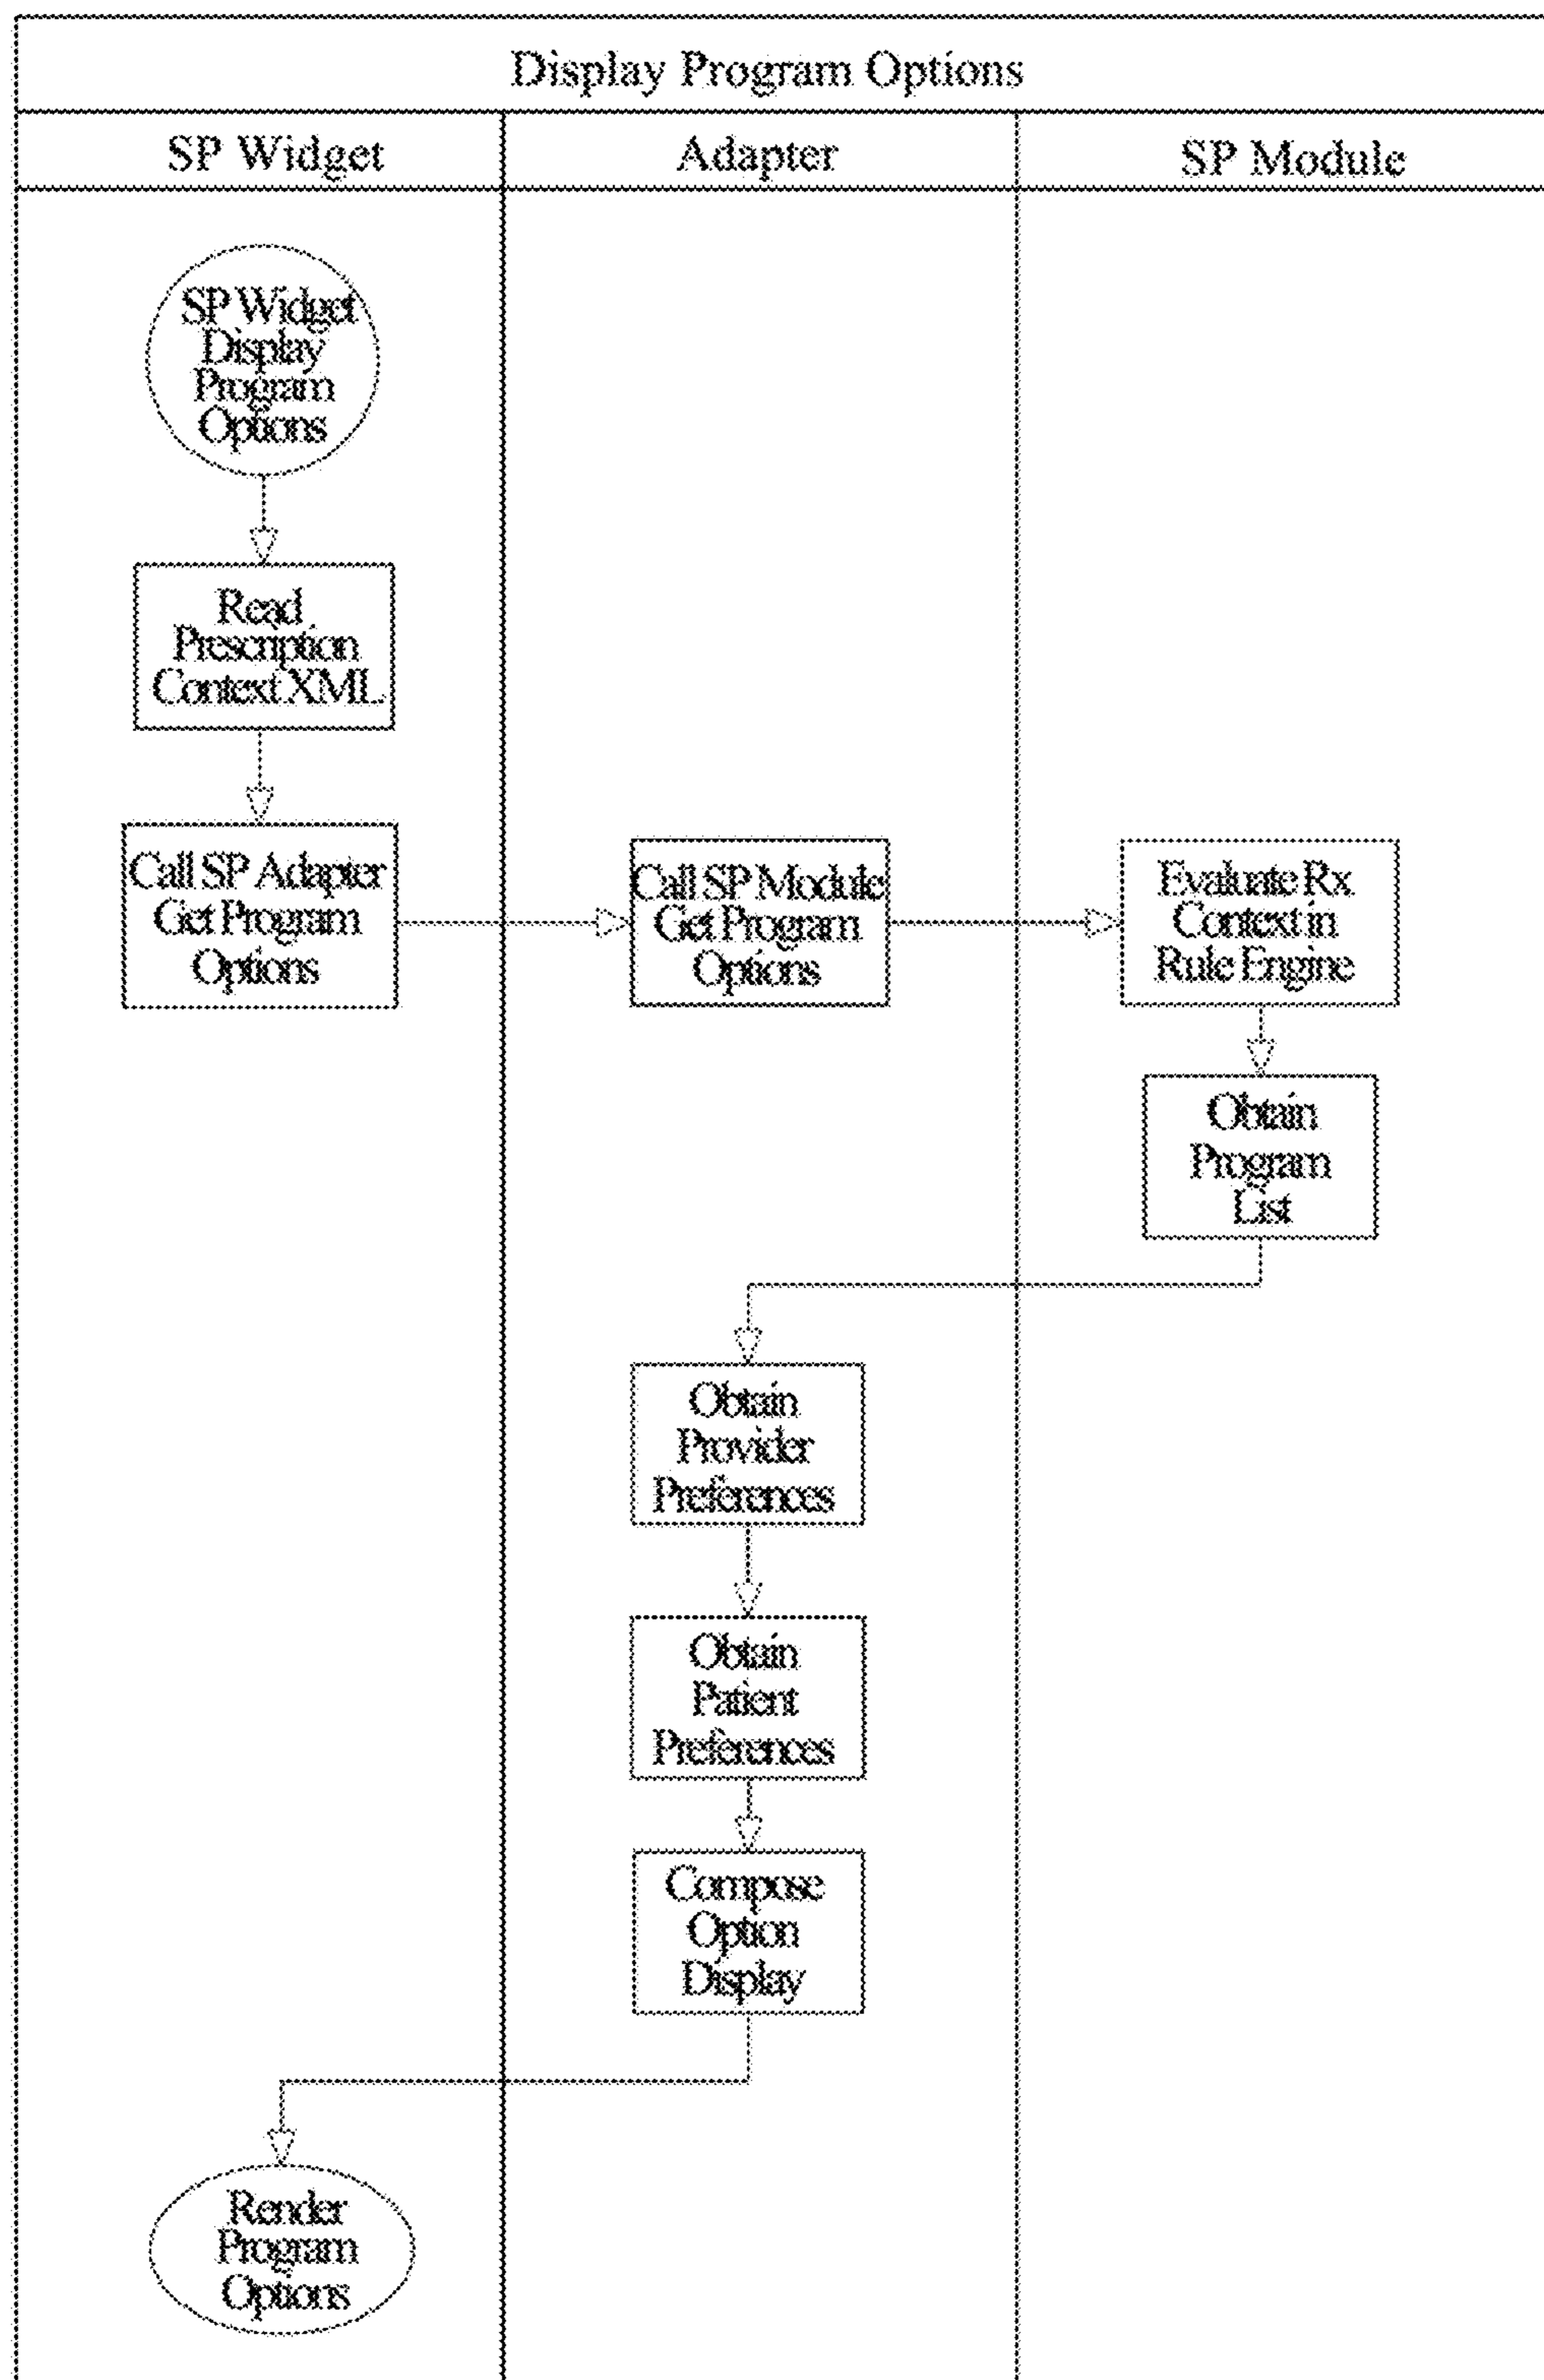 Display Program Options
SP Widget
Adapter
SP Module
SP Widget
Display
Program
Options
Read
Prescription
Context XML
Call SP Adapter
Get Program
Options
Call SP Module
Get Program
Options
Evaluate Rx
Context in
Rule Engine
Obtain
Program
List
Obtain
Provider
Preferences
Obtain
Patient
Preferences
Compose
Option
Display
Render
Program
Options